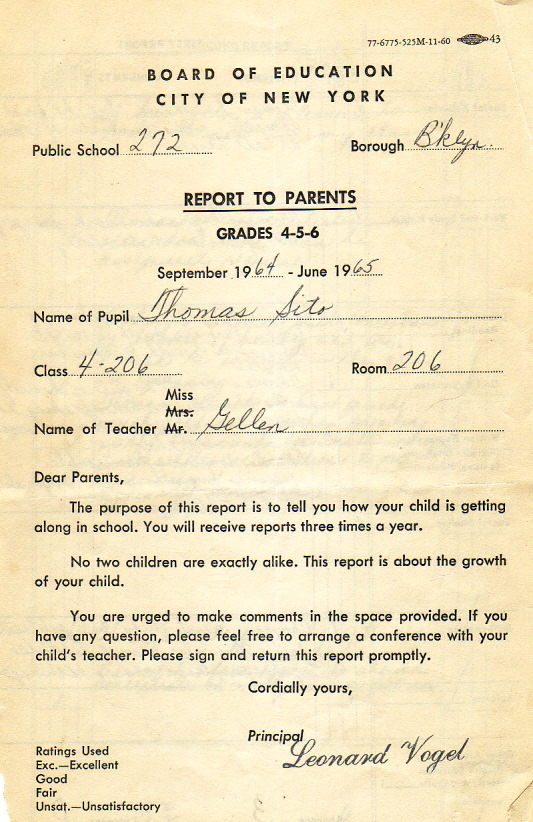 77-6775-525M-11-60 43
BOARD OF EDUCATION
CITY OF NEW YORK
Public School 272 Borough B'klyn.
REPORT TO PARENTS
GRADES 4-5-6
September 1964 - June 1965
Name of Pupil Thomas Sito
Class 4-206 Room 206
Miss
Mrs.
Name of Teacher Mr. Gellen
Dear Parents,
The purpose of this report is to tell you how your child is getting
along in school. You will receive reports three times a year.
No two children are exactly alike. This report is about the growth
of your child.
You are urged to make comments in the space provided. If you
have any question, please feel free to arrange a conference with your
child's teacher. Please sign and return this report promptly.
Cordially yours,
Principal
Leonard Vogel
Ratings Used
Exc.—Excellent
Good
Fair
Unsat.—Unsatisfactory